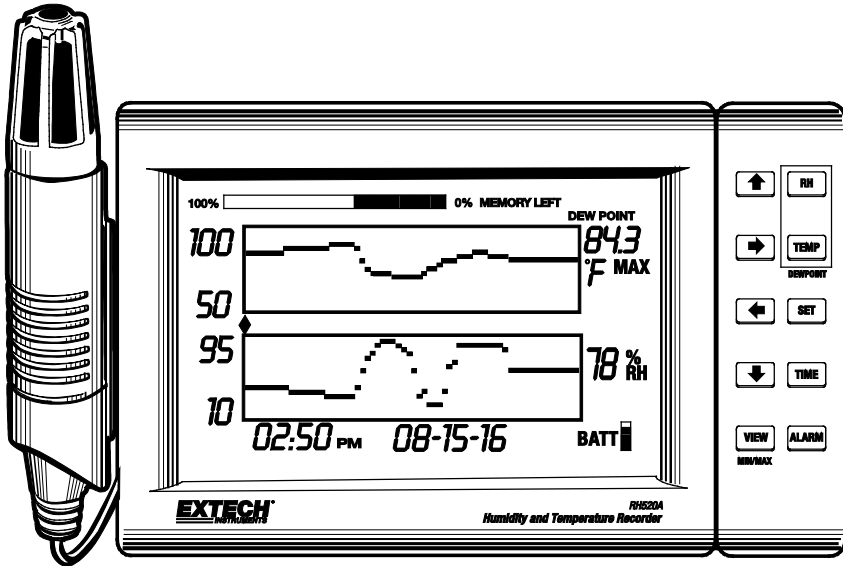 100% 0% MEMORY LEFT
DEW POINT
100 84.3
°F MAX
50
95 78 % RH
10
02:50 PM 08-15-16 BATT
EXTECH®
INSTRUMENTS
RH520A
Humidity and Temperature Recorder
RH
TEMP
DEWPOINT
SET
TIME
VIEW ALARM
MIN/MAX